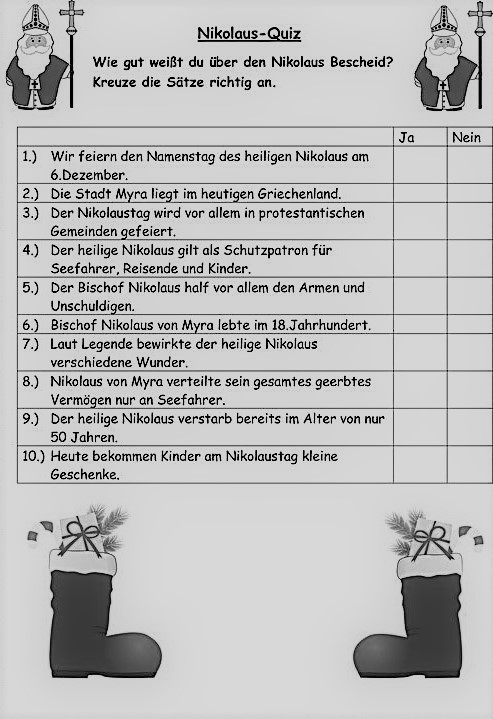 Nikolaus-Quiz
Wie gut weißt du über den Nikolaus Bescheid?
Kreuze die Sätze richtig an.
Ja Nein
1.) Wir feiern den Namenstag des heiligen Nikolaus am
6.Dezember.
2.) Die Stadt Myra liegt im heutigen Griechenland.
3.) Der Nikolaustag wird vor allem in protestantischen
Gemeinden gefeiert.
4.) Der heilige Nikolaus gilt als Schutzpatron für
Seefahrer, Reisende und Kinder.
5.) Der Bischof Nikolaus half vor allem den Armen und
Unschuldigen.
6.) Bischof Nikolaus von Myra lebte im 18.Jahrhundert.
7.) Laut Legende bewirkte der heilige Nikolaus
verschiedene Wunder.
8.) Nikolaus von Myra verteilte sein gesamtes geerbtes
Vermögen nur an Seefahrer.
9.) Der heilige Nikolaus verstarb bereits im Alter von nur
50 Jahren.
10.) Heute bekommen Kinder am Nikolaustag kleine
Geschenke.